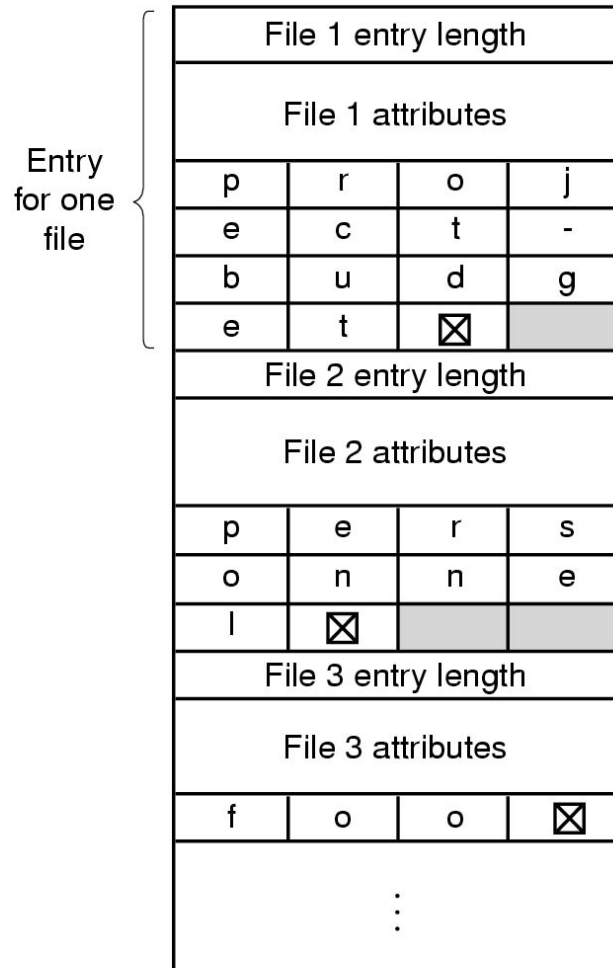 File 1 entry length
File 1 attributes
Entry
for one
file
p r o j
e c t -
b u d g
e t ☒
File 2 entry length
File 2 attributes
p e r s
o n n e
l ☒
File 3 entry length
File 3 attributes
f o o ☒
⋮